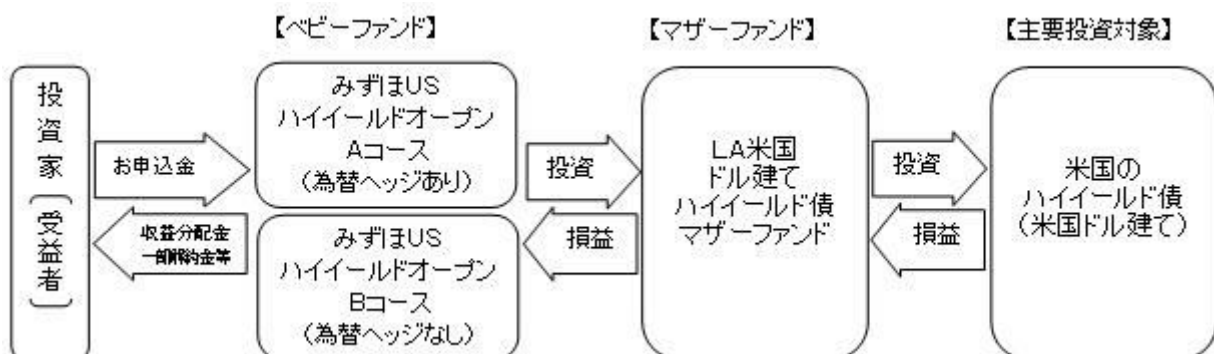 【ベビーファンド】
【マザーファンド】
【主要投資対象】
投資家(受益者)
お申込金
収益分配金
一部解約金等
みずほUS
ハイイールドオープン
Aコース
(為替ヘッジあり)
みずほUS
ハイイールドオープン
Bコース
(為替ヘッジなし)
投資
損益
LA米国
ドル建て
ハイイールド債
マザーファンド
投資
損益
米国の
ハイイールド債
(米国ドル建て)